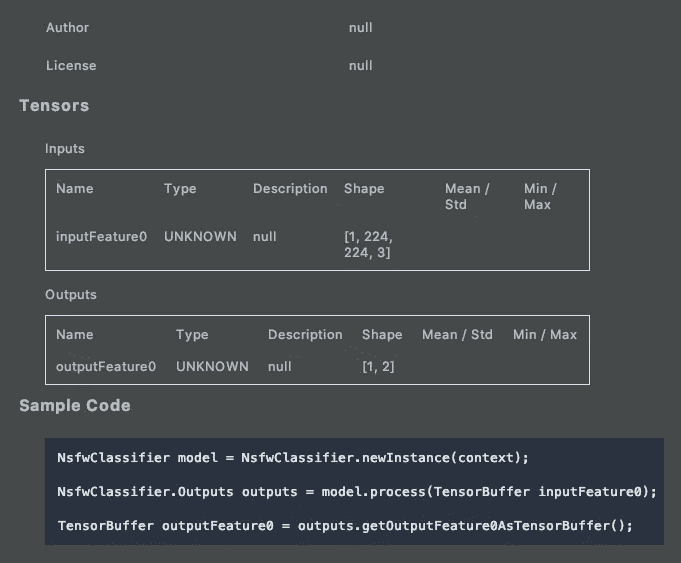 Author null
License null
Tensors
Inputs
Name Type Description Shape Mean / Std Min / Max
inputFeature0 UNKNOWN null [1, 224, 224, 3]
Outputs
Name Type Description Shape Mean / Std Min / Max
outputFeature0 UNKNOWN null [1, 2]
Sample Code
NsfwClassifier model = NsfwClassifier.newInstance(context);
NsfwClassifier.Outputs outputs = model.process(TensorBuffer inputFeature0);
TensorBuffer outputFeature0 = outputs.getOutputFeature0AsTensorBuffer();